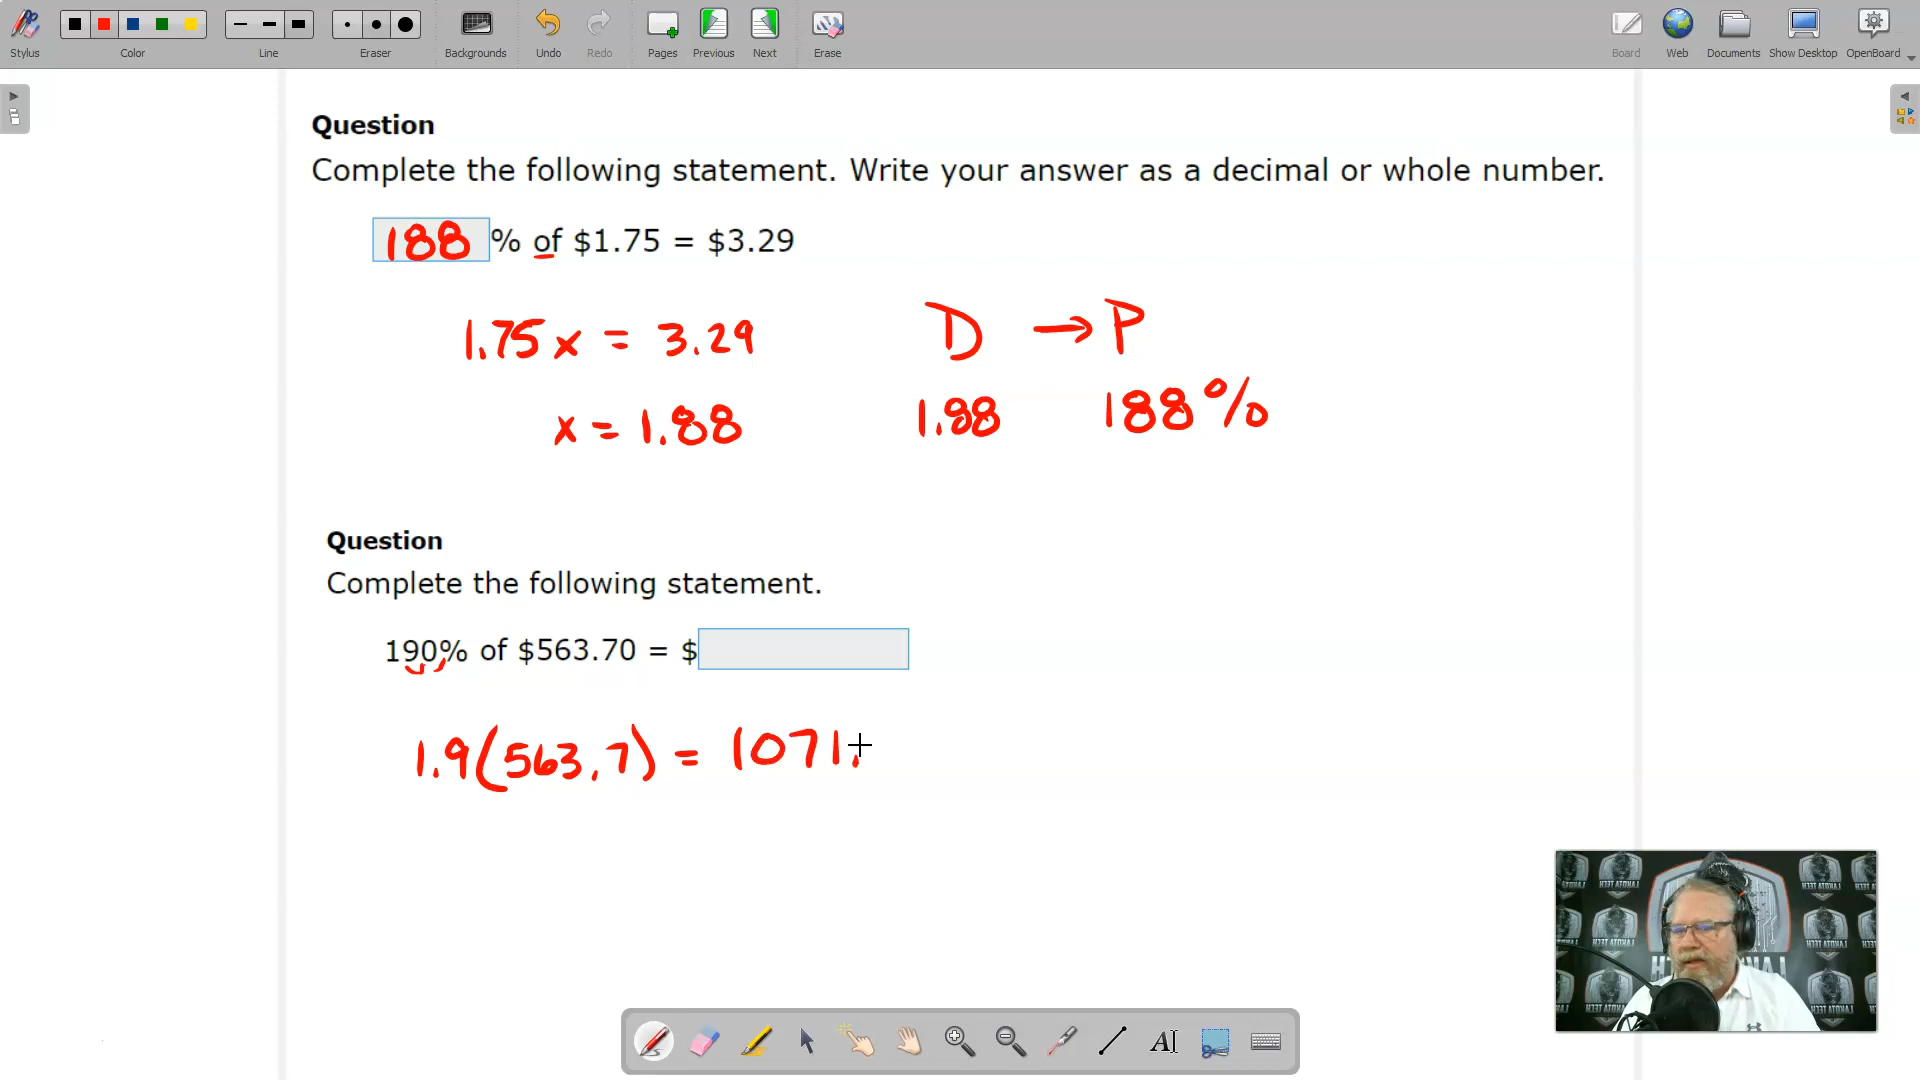 Stylus
Color
Line
Eraser
Backgrounds
Undo
Redo
Pages
Previous
Next
Erase
Board
Web
Documents
Show Desktop
OpenBoard
Question
Complete the following statement. Write your answer as a decimal or whole number.
188 % of $1.75 = $3.29
1.75x = 3.29
D → P
x = 1.88
1.88 188%
Question
Complete the following statement.
190% of $563.70 = $
1.9(563.7) = 1071.
AI